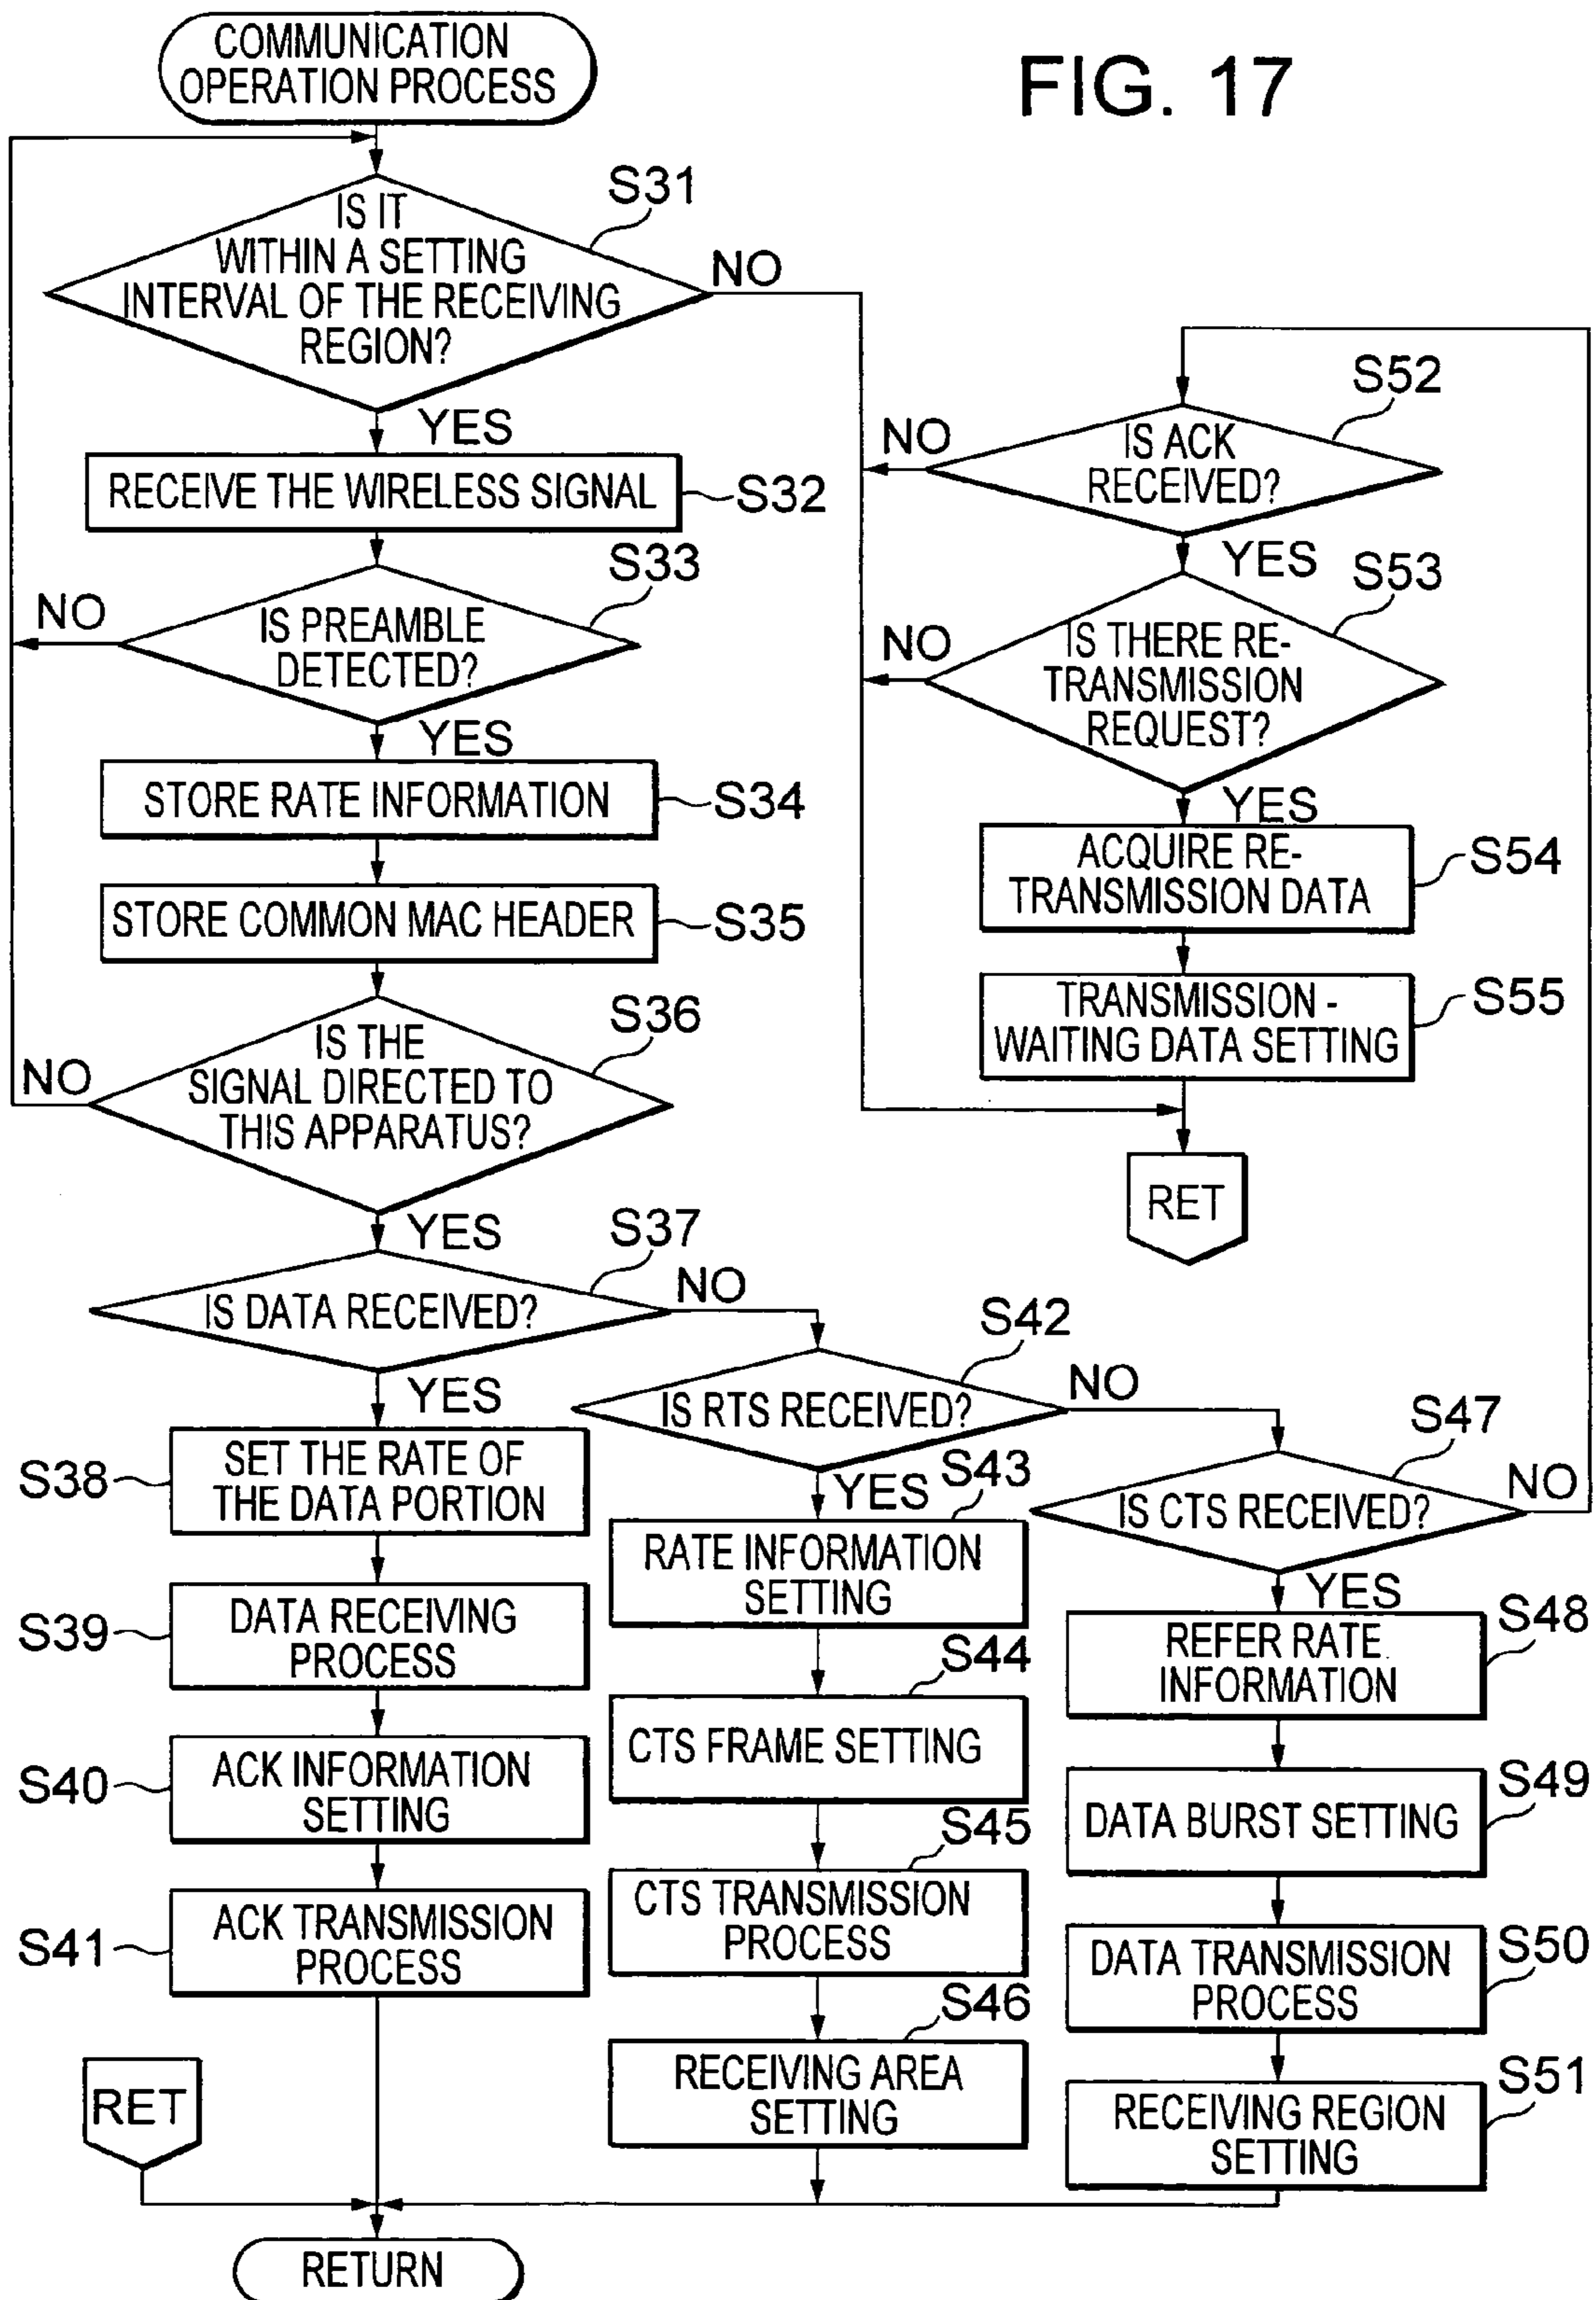 COMMUNICATION
OPERATION PROCESS
FIG. 17
S31
IS IT
WITHIN A SETTING
INTERVAL OF THE RECEIVING
REGION?
NO
YES
RECEIVE THE WIRELESS SIGNAL
S32
S33
IS PREAMBLE
DETECTED?
NO
YES
STORE RATE INFORMATION
S34
STORE COMMON MAC HEADER
S35
S36
IS THE
SIGNAL DIRECTED TO
THIS APPARATUS?
NO
YES
S37
IS DATA RECEIVED?
NO
YES
S38
SET THE RATE OF
THE DATA PORTION
S39
DATA RECEIVING
PROCESS
S40
ACK INFORMATION
SETTING
S41
ACK TRANSMISSION
PROCESS
S42
IS RTS RECEIVED?
NO
YES
S43
RATE INFORMATION
SETTING
S44
CTS FRAME SETTING
S45
CTS TRANSMISSION
PROCESS
S46
RECEIVING AREA
SETTING
S47
IS CTS RECEIVED?
NO
YES
S48
REFER RATE
INFORMATION
S49
DATA BURST SETTING
S50
DATA TRANSMISSION
PROCESS
S51
RECEIVING REGION
SETTING
S52
IS ACK
RECEIVED?
NO
YES
S53
IS THERE RE-
TRANSMISSION
REQUEST?
NO
YES
ACQUIRE RE-
TRANSMISSION DATA
S54
TRANSMISSION -
WAITING DATA SETTING
S55
RET
RET
RETURN